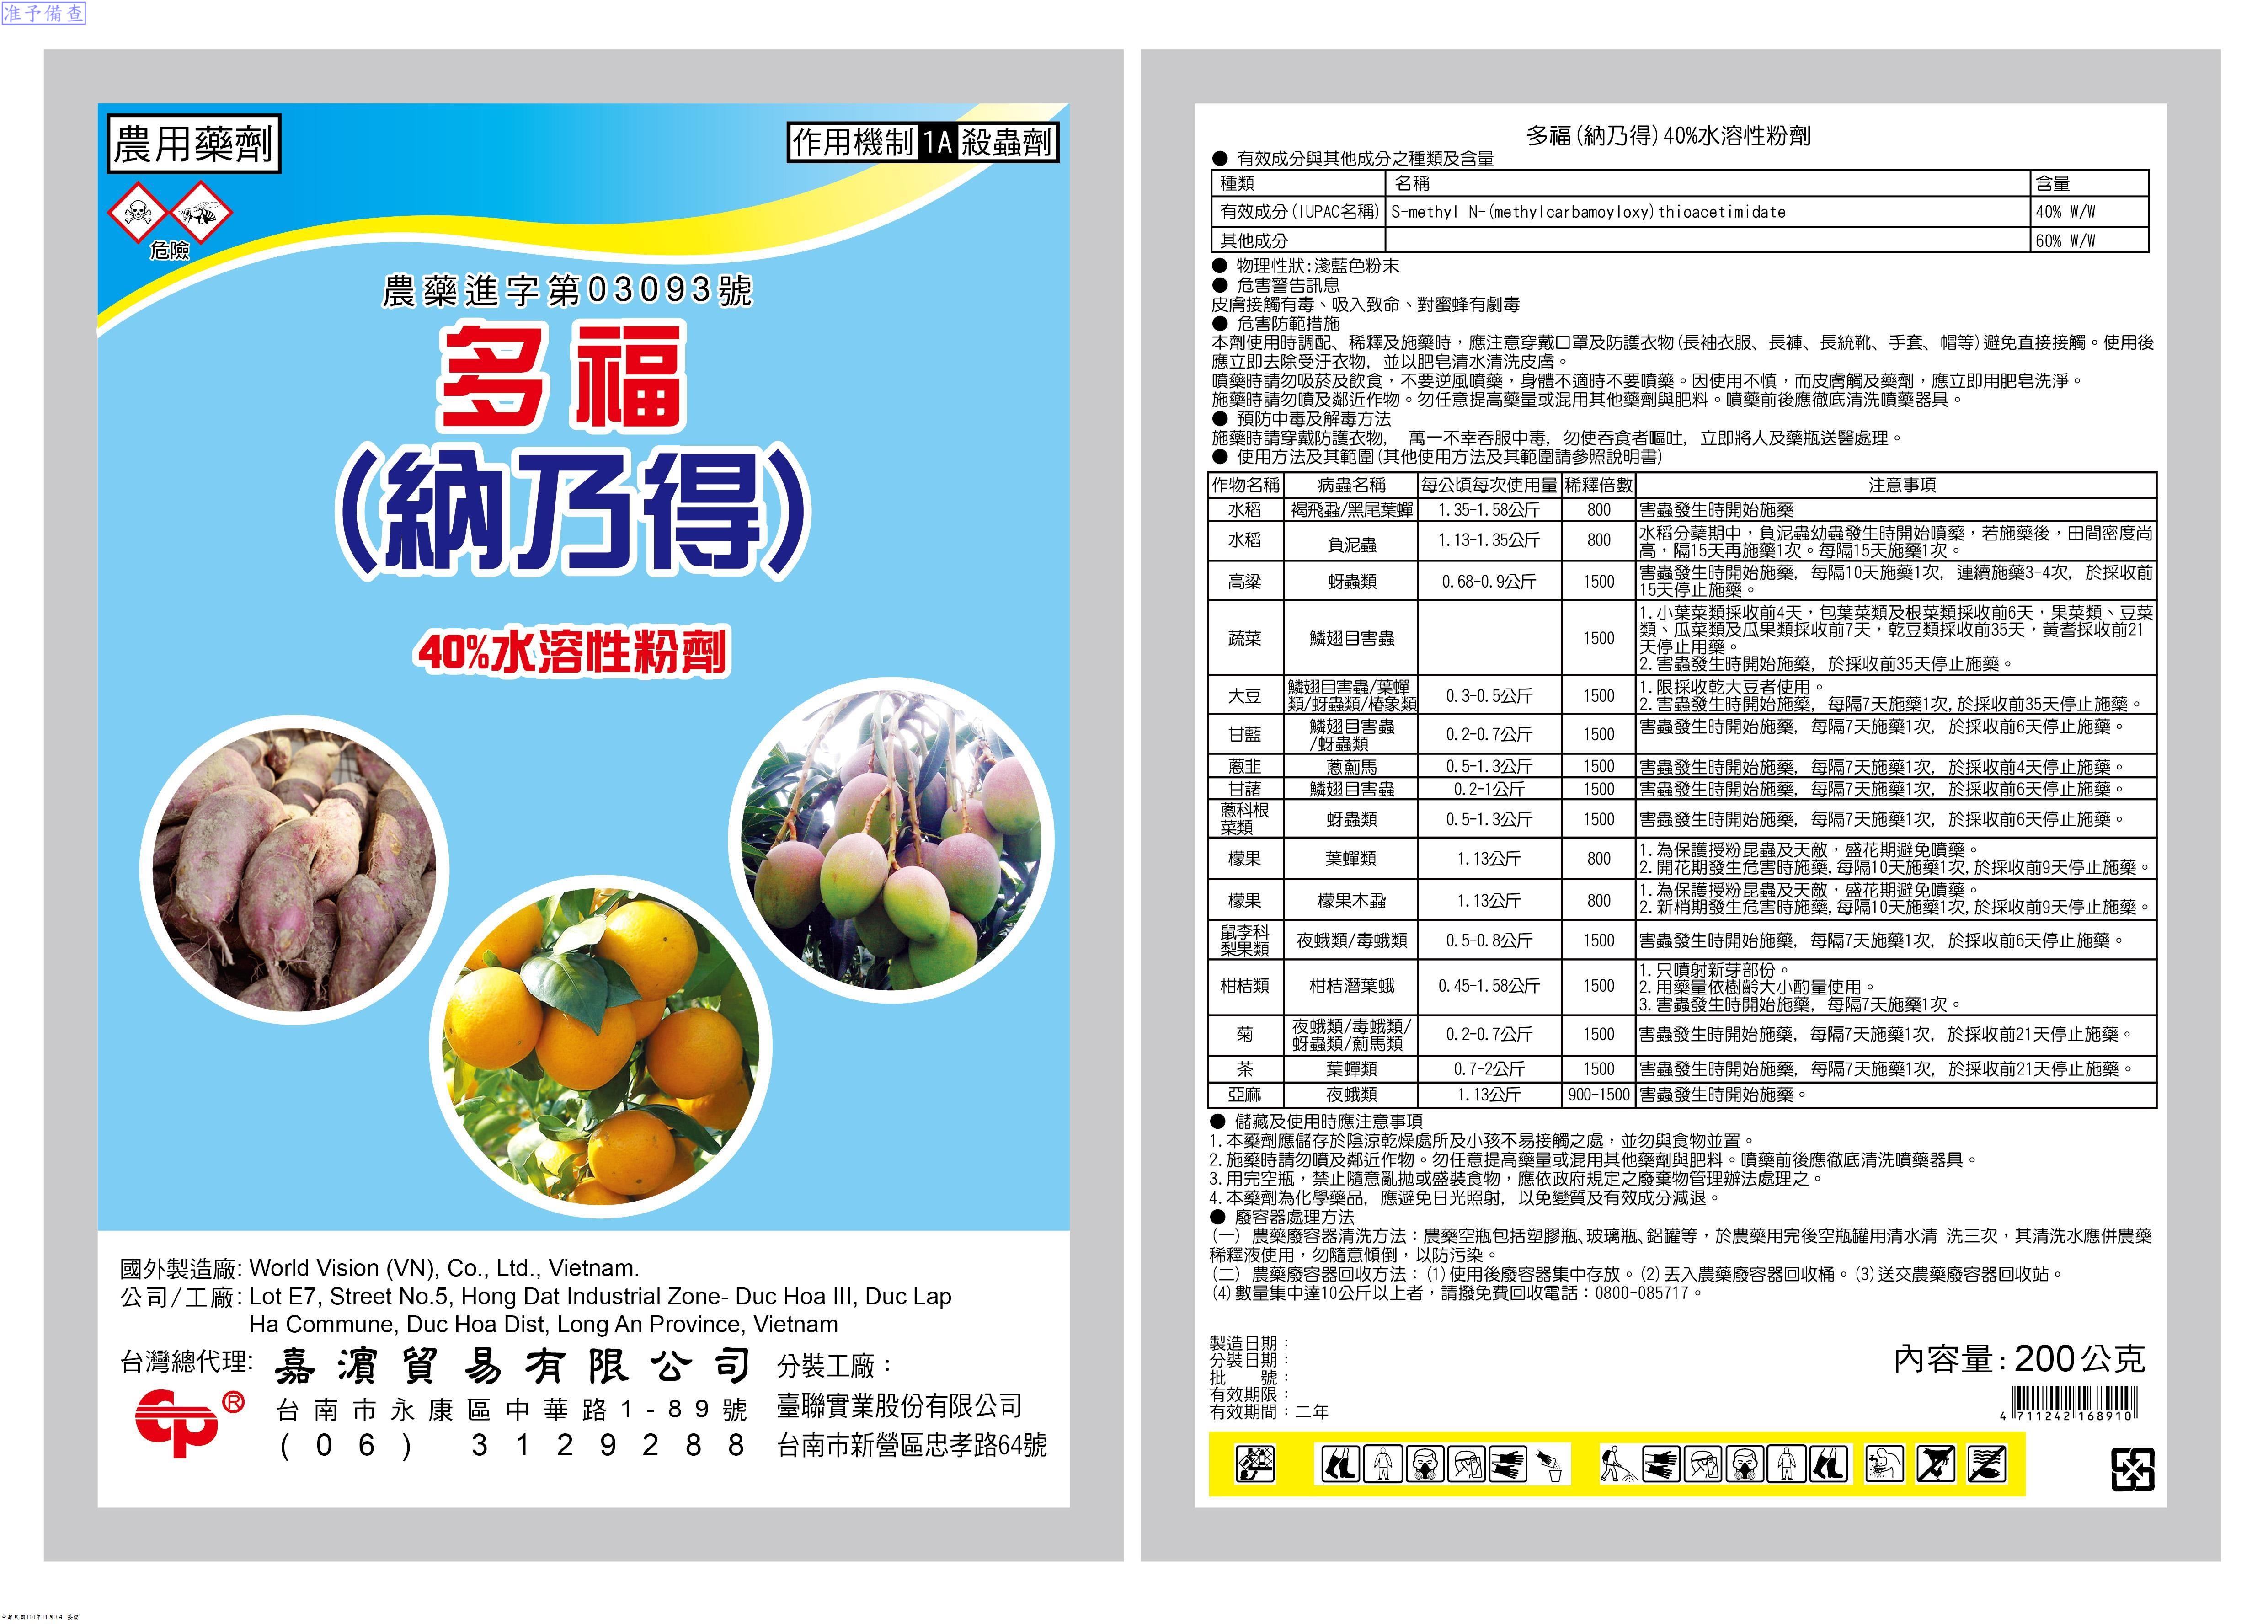 准予備查
農用藥劑
作用機制 1A 殺蟲劑
危險
農藥進字第03093號
多福
(納乃得)
40%水溶性粉劑
國外製造廠: World Vision (VN), Co., Ltd., Vietnam.
公司/工廠: Lot E7, Street No.5, Hong Dat Industrial Zone- Duc Hoa III, Duc Lap
Ha Commune, Duc Hoa Dist, Long An Province, Vietnam
台灣總代理: 嘉濵貿易有限公司
台南市永康區中華路1-89號
(06) 3129288
分裝工廠：
臺聯實業股份有限公司
台南市新營區忠孝路64號
CP®
多福(納乃得)40%水溶性粉劑
● 有效成分與其他成分之種類及含量
種類 名稱 含量
有效成分(IUPAC名稱) S-methyl N-(methylcarbamoyloxy)thioacetimidate 40% W/W
其他成分 60% W/W
● 物理性狀:淺藍色粉末
● 危害警告訊息
皮膚接觸有毒、吸入致命、對蜜蜂有劇毒
● 危害防範措施
本劑使用時調配、稀釋及施藥時，應注意穿戴口罩及防護衣物(長袖衣服、長褲、長統靴、手套、帽等)避免直接接觸。使用後
應立即去除受汙衣物，並以肥皂清水清洗皮膚。
噴藥時請勿吸菸及飲食，不要逆風噴藥，身體不適時不要噴藥。因使用不慎，而皮膚觸及藥劑，應立即用肥皂洗淨。
施藥時請勿噴及鄰近作物。勿任意提高藥量或混用其他藥劑與肥料。噴藥前後應徹底清洗噴藥器具。
● 預防中毒及解毒方法
施藥時請穿戴防護衣物， 萬一不幸吞服中毒，勿使吞食者嘔吐，立即將人及藥瓶送醫處理。
● 使用方法及其範圍(其他使用方法及其範圍請參照說明書)
作物名稱 病蟲名稱 每公頃每次使用量 稀釋倍數 注意事項
水稻 褐飛蝨/黑尾葉蟬 1.35-1.58公斤 800 害蟲發生時開始施藥
水稻 負泥蟲 1.13-1.35公斤 800 水稻分蘗期中，負泥蟲幼蟲發生時開始噴藥，若施藥後，田間密度尚
高，隔15天再施藥1次。每隔15天施藥1次。
高粱 蚜蟲類 0.68-0.9公斤 1500 害蟲發生時開始施藥，每隔10天施藥1次，連續施藥3-4次，於採收前
15天停止施藥。
蔬菜 鱗翅目害蟲 1500 1.小葉菜類採收前4天，包葉菜類及根菜類採收前6天，果菜類、豆菜
類、瓜菜類及瓜果類採收前7天，乾豆類採收前35天，黃耆採收前21
天停止用藥。
2.害蟲發生時開始施藥，於採收前35天停止施藥。
大豆 鱗翅目害蟲/葉蟬
類/蚜蟲類/椿象類 0.3-0.5公斤 1500 1.限採收乾大豆者使用。
2.害蟲發生時開始施藥，每隔7天施藥1次,於採收前35天停止施藥。
甘藍 鱗翅目害蟲
/蚜蟲類 0.2-0.7公斤 1500 害蟲發生時開始施藥，每隔7天施藥1次，於採收前6天停止施藥。
蔥韭 蔥薊馬 0.5-1.3公斤 1500 害蟲發生時開始施藥，每隔7天施藥1次，於採收前4天停止施藥。
甘藷 鱗翅目害蟲 0.2-1公斤 1500 害蟲發生時開始施藥，每隔7天施藥1次，於採收前6天停止施藥。
蔥科根
菜類 蚜蟲類 0.5-1.3公斤 1500 害蟲發生時開始施藥，每隔7天施藥1次，於採收前6天停止施藥。
檬果 葉蟬類 1.13公斤 800 1.為保護授粉昆蟲及天敵，盛花期避免噴藥。
2.開花期發生危害時施藥,每隔10天施藥1次,於採收前9天停止施藥。
檬果 檬果木蝨 1.13公斤 800 1.為保護授粉昆蟲及天敵，盛花期避免噴藥。
2.新梢期發生危害時施藥,每隔10天施藥1次,於採收前9天停止施藥。
鼠李科
梨果類 夜蛾類/毒蛾類 0.5-0.8公斤 1500 害蟲發生時開始施藥，每隔7天施藥1次，於採收前6天停止施藥。
柑桔類 柑桔潛葉蛾 0.45-1.58公斤 1500 1.只噴射新芽部份。
2.用藥量依樹齡大小酌量使用。
3.害蟲發生時開始施藥，每隔7天施藥1次。
菊 夜蛾類/毒蛾類/
蚜蟲類/薊馬類 0.2-0.7公斤 1500 害蟲發生時開始施藥，每隔7天施藥1次，於採收前21天停止施藥。
茶 葉蟬類 0.7-2公斤 1500 害蟲發生時開始施藥，每隔7天施藥1次，於採收前21天停止施藥。
亞麻 夜蛾類 1.13公斤 900-1500 害蟲發生時開始施藥。
● 儲藏及使用時應注意事項
1.本藥劑應儲存於陰涼乾燥處所及小孩不易接觸之處，並勿與食物並置。
2.施藥時請勿噴及鄰近作物。勿任意提高藥量或混用其他藥劑與肥料。噴藥前後應徹底清洗噴藥器具。
3.用完空瓶，禁止隨意亂拋或盛裝食物，應依政府規定之廢棄物管理辦法處理之。
4.本藥劑為化學藥品，應避免日光照射，以免變質及有效成分減退。
● 廢容器處理方法
(一) 農藥廢容器清洗方法：農藥空瓶包括塑膠瓶､玻璃瓶､鋁罐等，於農藥用完後空瓶罐用清水清 洗三次，其清洗水應併農藥
稀釋液使用，勿隨意傾倒，以防污染。
(二) 農藥廢容器回收方法：(1)使用後廢容器集中存放。(2)丟入農藥廢容器回收桶。(3)送交農藥廢容器回收站。
(4)數量集中達10公斤以上者，請撥免費回收電話：0800-085717。
製造日期：
分裝日期：
批　號：
有效期限：
有效期間：二年
內容量: 200公克
4 711242 168910
中華民國110年11月3日 簽發